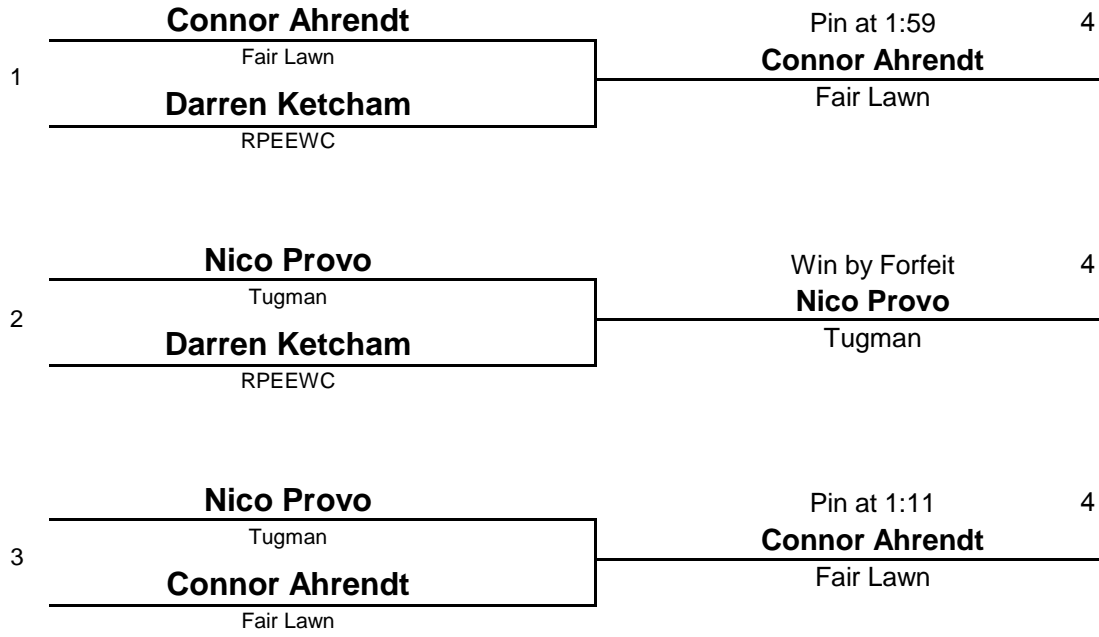 Connor Ahrendt
Fair Lawn
1
Darren Ketcham
RPEEWC
Pin at 1:59 4
Connor Ahrendt
Fair Lawn
Nico Provo
Tugman
2
Darren Ketcham
RPEEWC
Win by Forfeit 4
Nico Provo
Tugman
Nico Provo
Tugman
3
Connor Ahrendt
Fair Lawn
Pin at 1:11 4
Connor Ahrendt
Fair Lawn